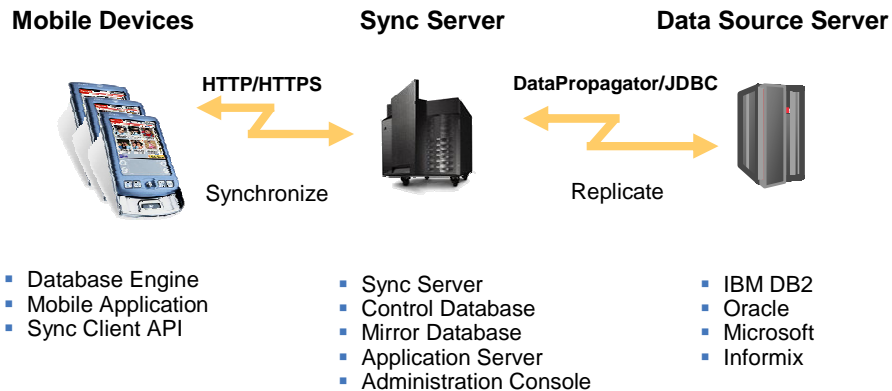 Mobile Devices
Sync Server
Data Source Server
HTTP/HTTPS
DataPropagator/JDBC
Synchronize
Replicate
▪ Database Engine
▪ Mobile Application
▪ Sync Client API
▪ Sync Server
▪ Control Database
▪ Mirror Database
▪ Application Server
▪ Administration Console
▪ IBM DB2
▪ Oracle
▪ Microsoft
▪ Informix